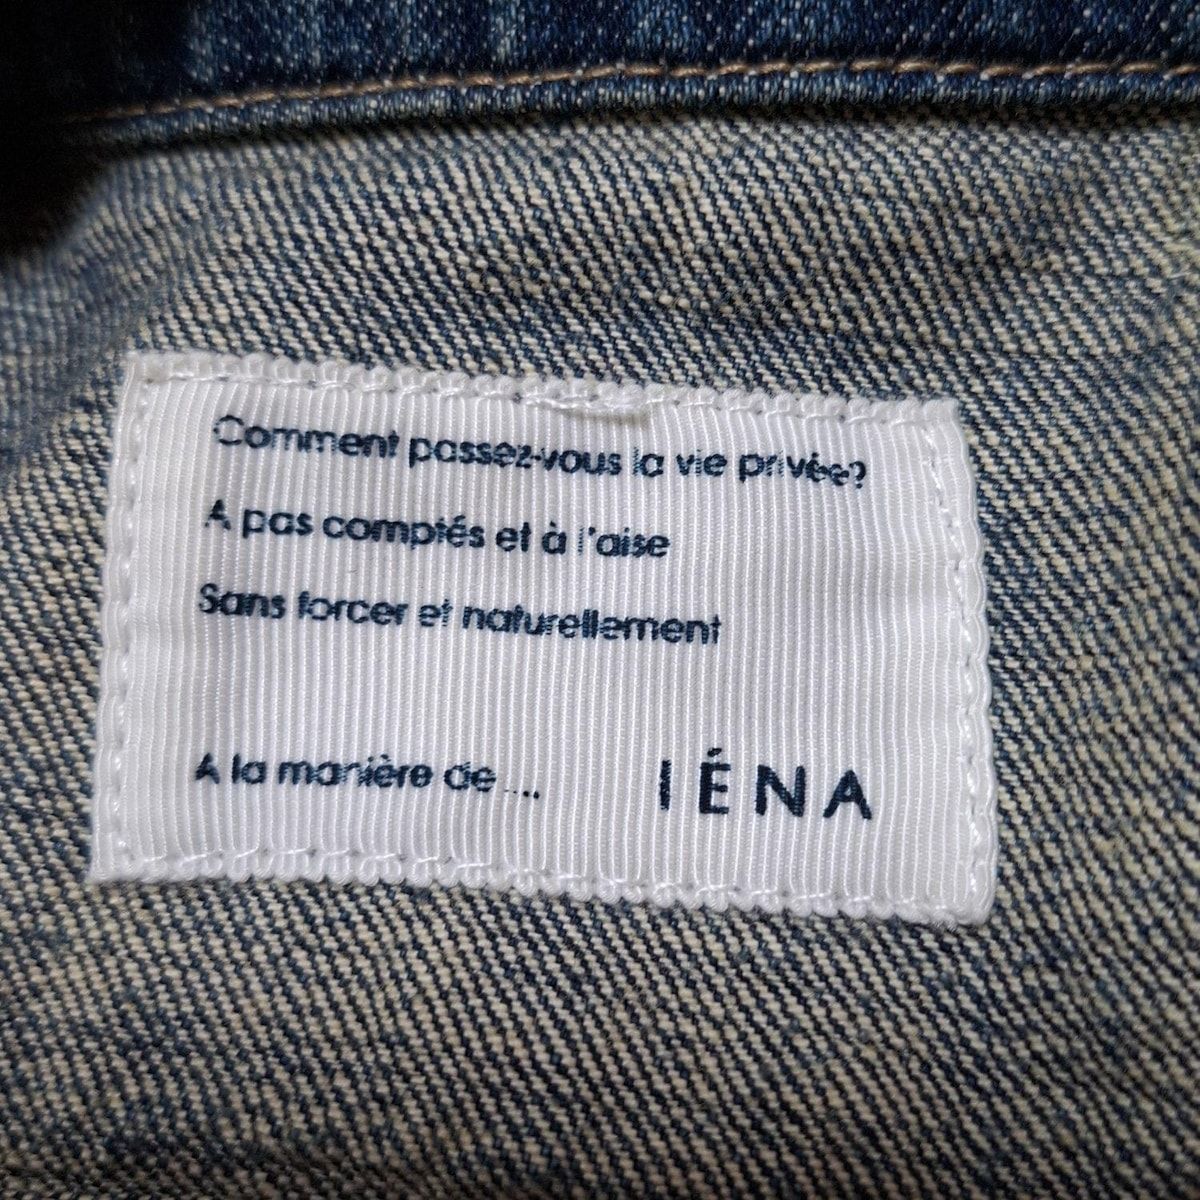 Comment passez-vous la vie privée?
A pas comptés et à l'aise
Sans forcer et naturellement
A la manière de .... IÉNA